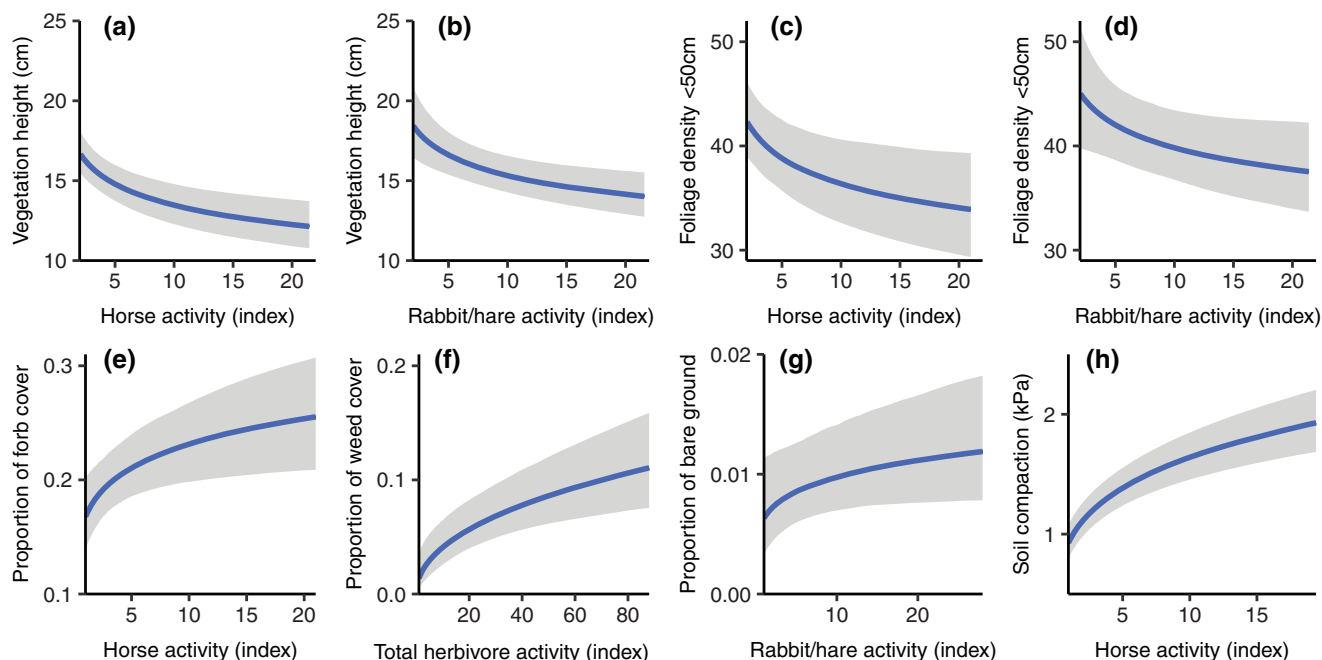 (a)
Vegetation height (cm)
25
20
15
10
5 10 15 20
Horse activity (index)
(b)
Vegetation height (cm)
25
20
15
10
5 10 15 20
Rabbit/hare activity (index)
(c)
Foliage density <50cm
50
40
30
5 10 15 20
Horse activity (index)
(d)
Foliage density <50cm
50
40
30
5 10 15 20
Rabbit/hare activity (index)
(e)
Proportion of forb cover
0.3
0.2
0.1
5 10 15 20
Horse activity (index)
(f)
Proportion of weed cover
0.2
0.1
0.0
20 40 60 80
Total herbivore activity (index)
(g)
Proportion of bare ground
0.02
0.01
0.00
10 20
Rabbit/hare activity (index)
(h)
Soil compaction (kPa)
2
1
5 10 15
Horse activity (index)